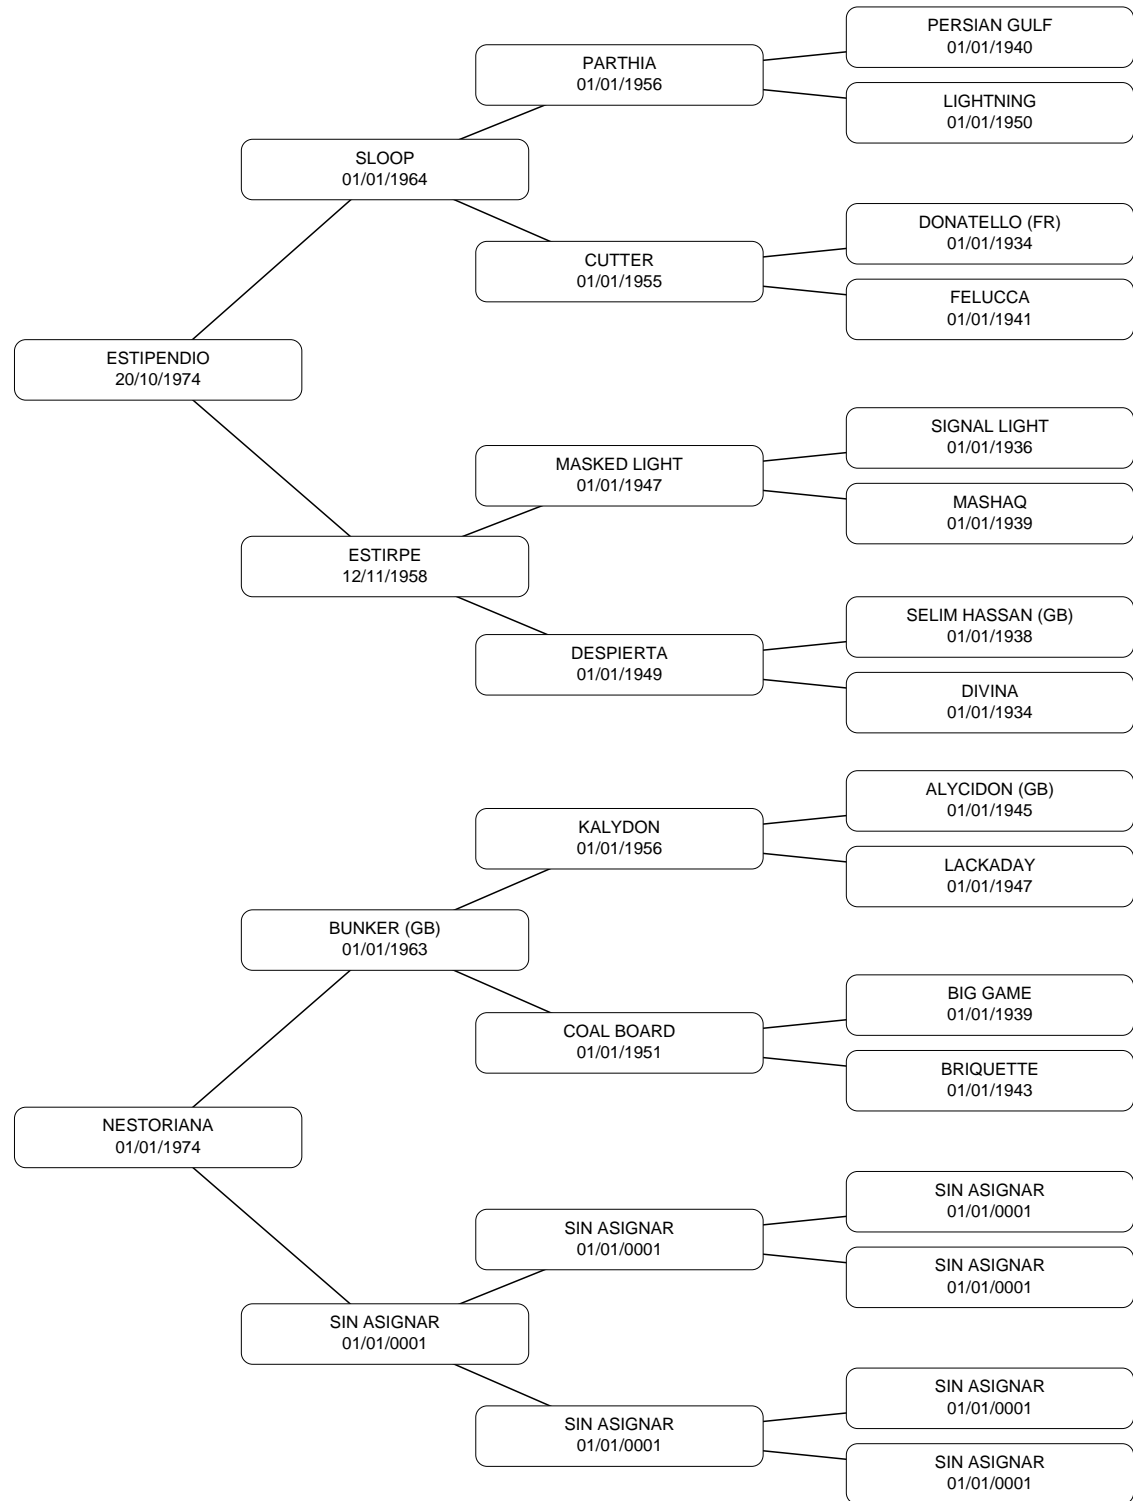 PERSIAN GULF
01/01/1940
PARTHIA
01/01/1956
LIGHTNING
01/01/1950
SLOOP
01/01/1964
DONATELLO (FR)
01/01/1934
CUTTER
01/01/1955
FELUCCA
01/01/1941
ESTIPENDIO
20/10/1974
SIGNAL LIGHT
01/01/1936
MASKED LIGHT
01/01/1947
MASHAQ
01/01/1939
ESTIRPE
12/11/1958
SELIM HASSAN (GB)
01/01/1938
DESPIERTA
01/01/1949
DIVINA
01/01/1934
ALYCIDON (GB)
01/01/1945
KALYDON
01/01/1956
LACKADAY
01/01/1947
BUNKER (GB)
01/01/1963
BIG GAME
01/01/1939
COAL BOARD
01/01/1951
BRIQUETTE
01/01/1943
NESTORIANA
01/01/1974
SIN ASIGNAR
01/01/0001
SIN ASIGNAR
01/01/0001
SIN ASIGNAR
01/01/0001
SIN ASIGNAR
01/01/0001
SIN ASIGNAR
01/01/0001
SIN ASIGNAR
01/01/0001
SIN ASIGNAR
01/01/0001